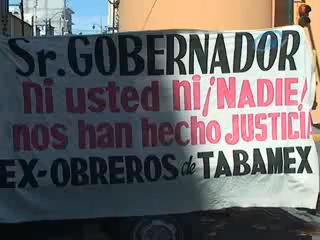 Sr. GOBERNADOR
ni usted ni ¡NADIE!
nos han hecho JUSTICIA
EX-OBREROS de TABAMEX